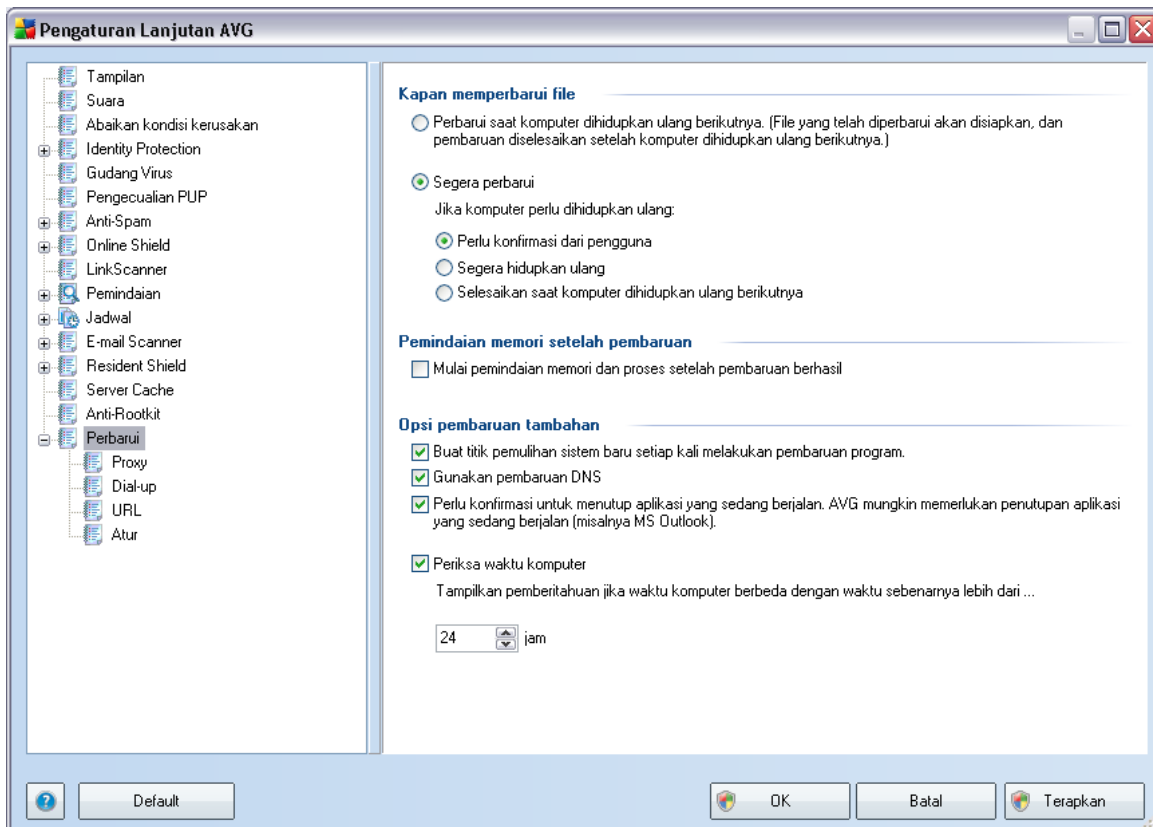 Pengaturan Lanjutan AVG
Tampilan
Suara
Abaikan kondisi kerusakan
Identity Protection
Gudang Virus
Pengecualian PUP
Anti-Spam
Online Shield
LinkScanner
Pemindaian
Jadwal
E-mail Scanner
Resident Shield
Server Cache
Anti-Rootkit
Perbarui
Proxy
Dial-up
URL
Atur
Kapan memperbarui file
Perbarui saat komputer dihidupkan ulang berikutnya. (File yang telah diperbarui akan disiapkan, dan
pembaruan diselesaikan setelah komputer dihidupkan ulang berikutnya.)
Segera perbarui
Jika komputer perlu dihidupkan ulang:
Perlu konfirmasi dari pengguna
Segera hidupkan ulang
Selesaikan saat komputer dihidupkan ulang berikutnya
Pemindaian memori setelah pembaruan
Mulai pemindaian memori dan proses setelah pembaruan berhasil
Opsi pembaruan tambahan
Buat titik pemulihan sistem baru setiap kali melakukan pembaruan program.
Gunakan pembaruan DNS
Perlu konfirmasi untuk menutup aplikasi yang sedang berjalan. AVG mungkin memerlukan penutupan aplikasi
yang sedang berjalan (misalnya MS Outlook).
Periksa waktu komputer
Tampilkan pemberitahuan jika waktu komputer berbeda dengan waktu sebenarnya lebih dari ...
24 jam
Default
OK
Batal
Terapkan